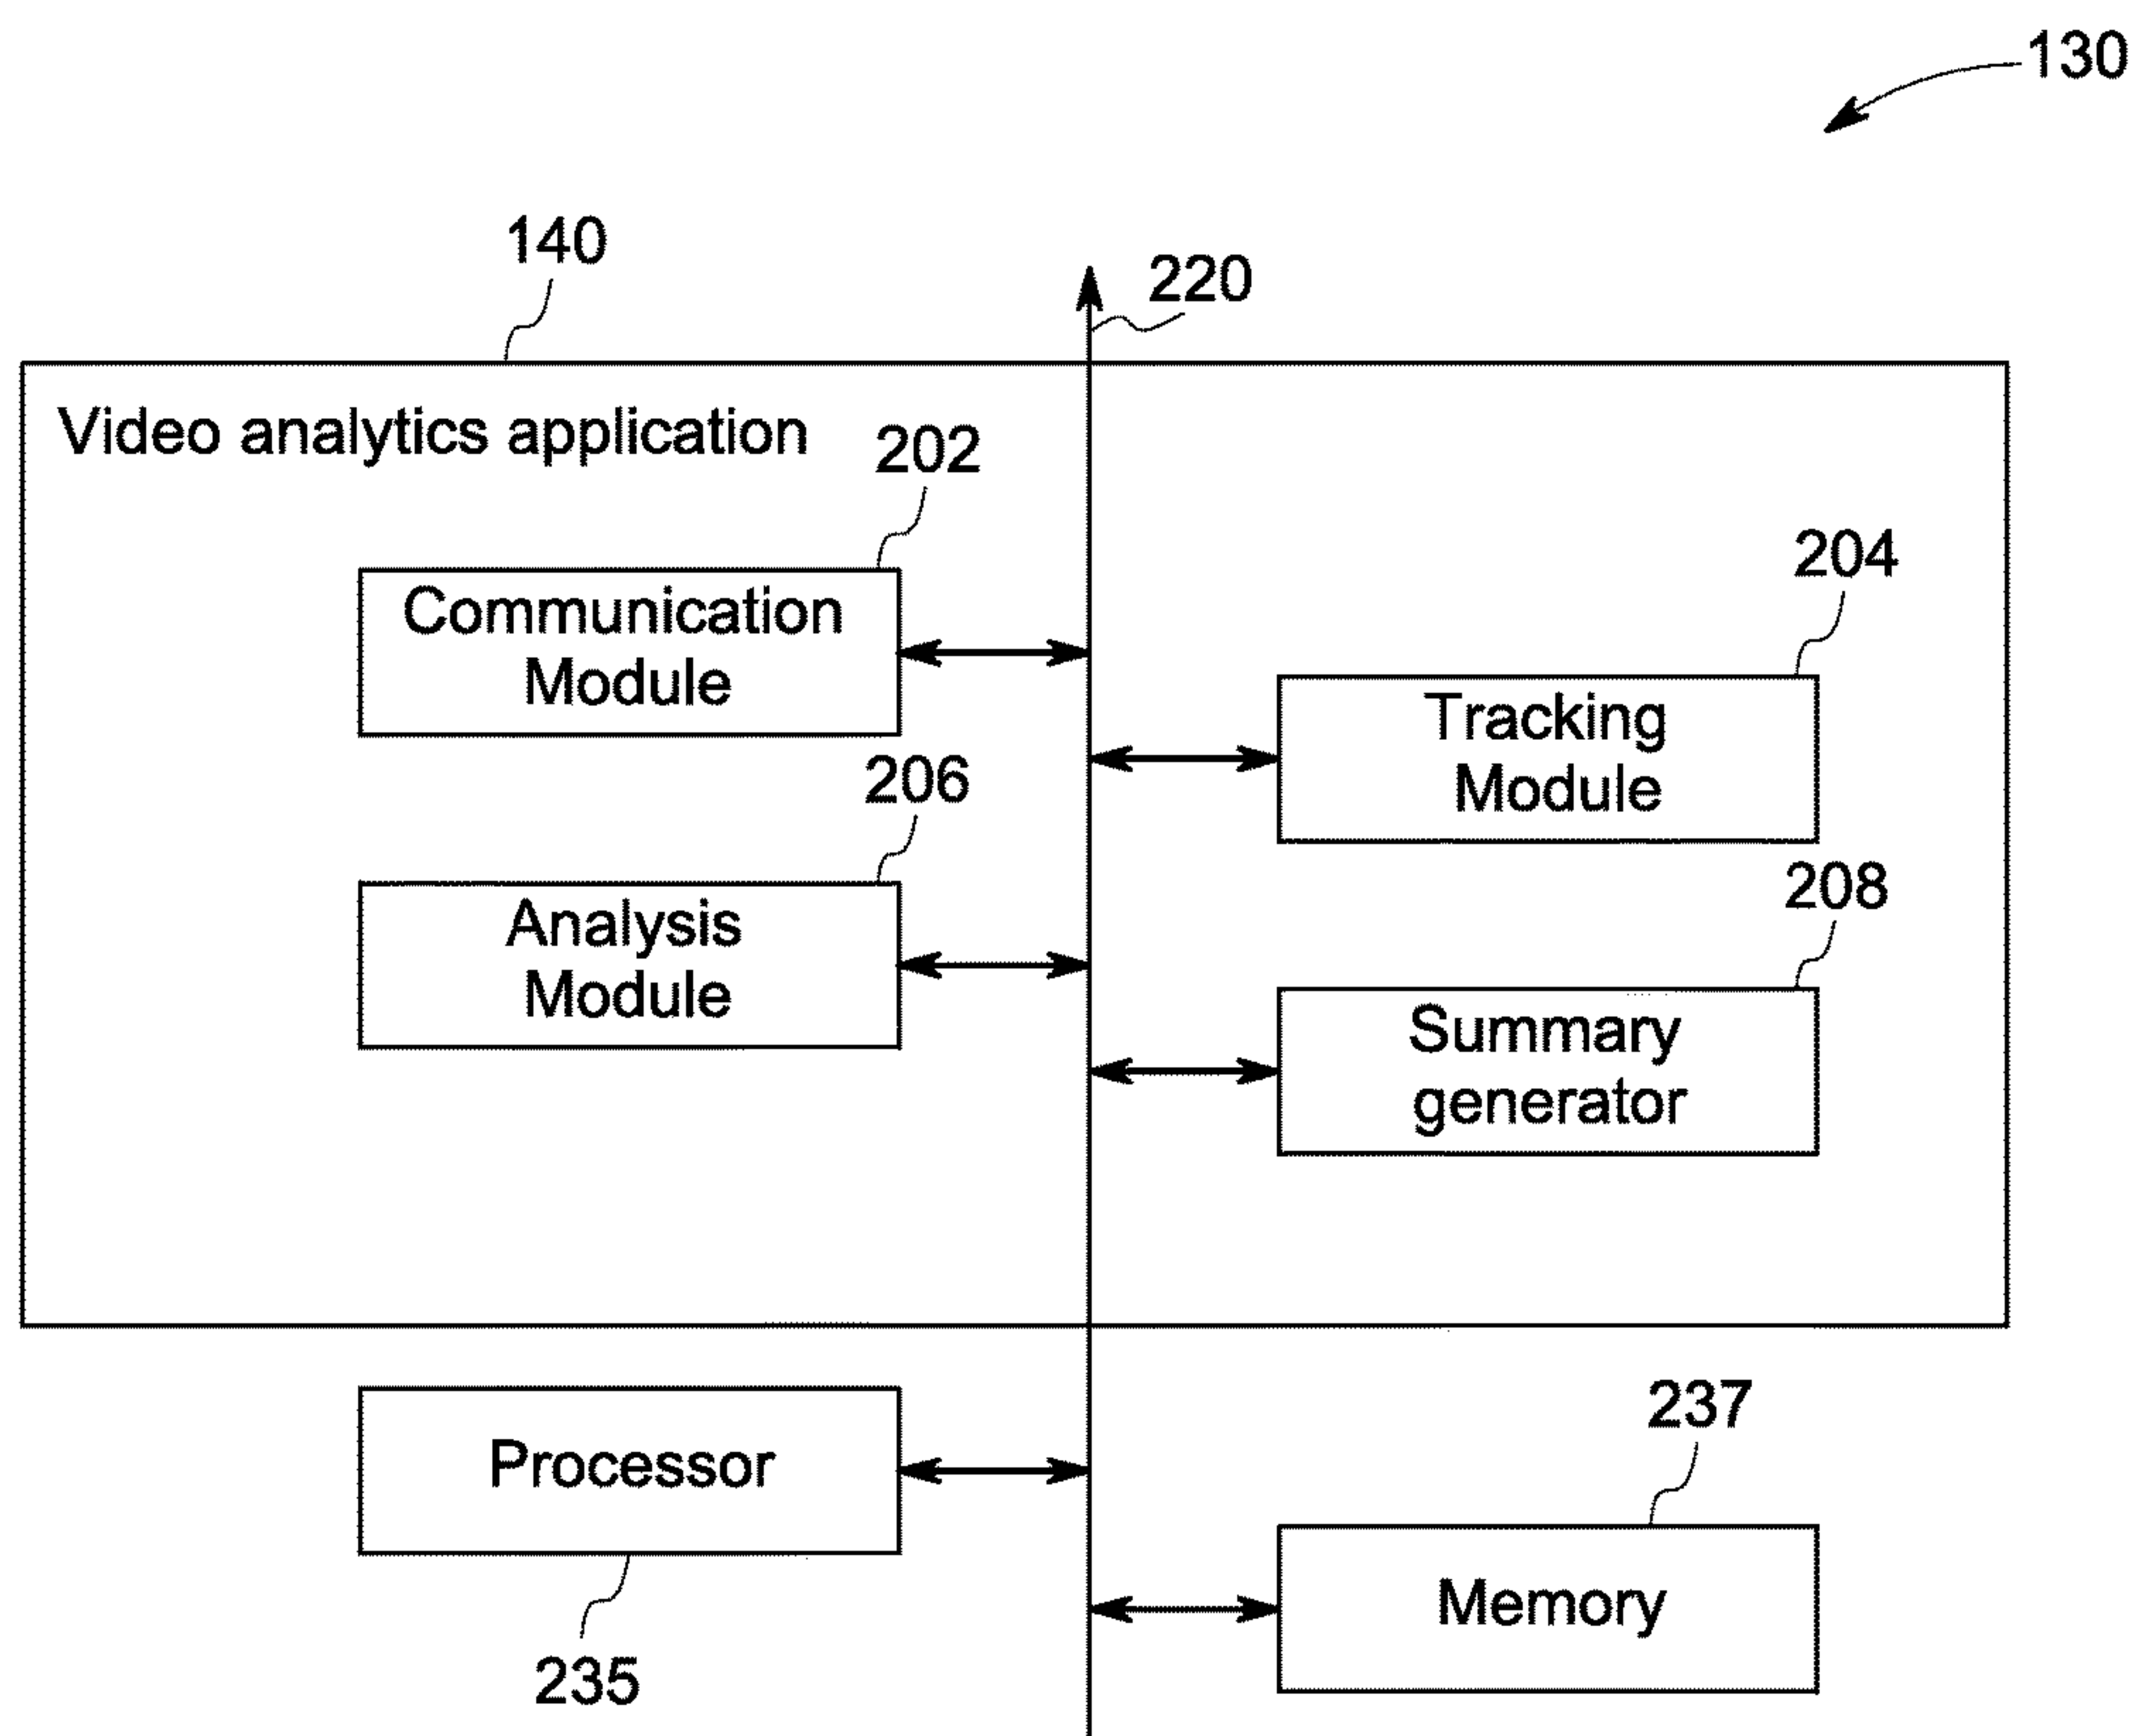 130
140
220
Video analytics application
202
Communication
Module
204
Tracking
Module
206
Analysis
Module
208
Summary
generator
Processor
235
237
Memory